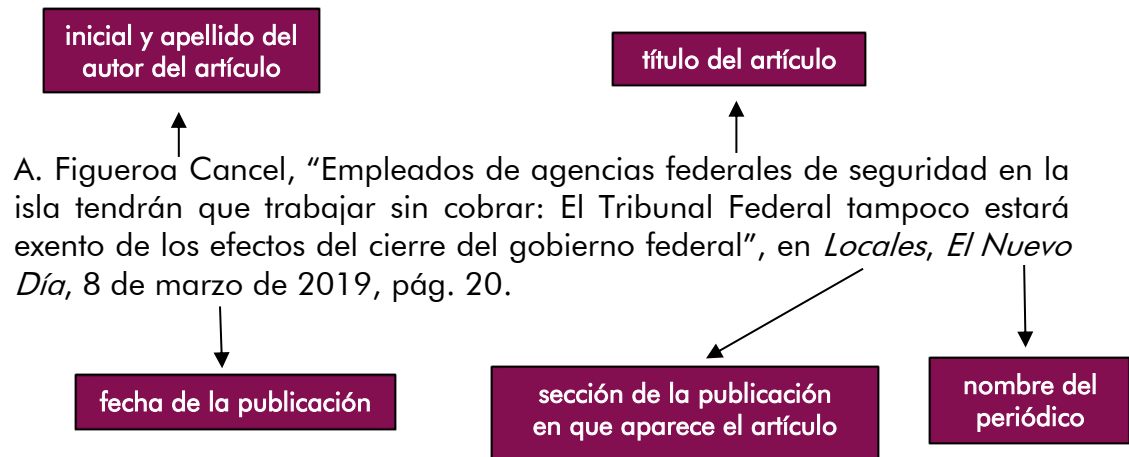 inicial y apellido del
autor del artículo
título del artículo
A. Figueroa Cancel, “Empleados de agencias federales de seguridad en la
isla tendrán que trabajar sin cobrar: El Tribunal Federal tampoco estará
exento de los efectos del cierre del gobierno federal”, en Locales, El Nuevo
Día, 8 de marzo de 2019, pág. 20.
fecha de la publicación
sección de la publicación
en que aparece el artículo
nombre del
periódico